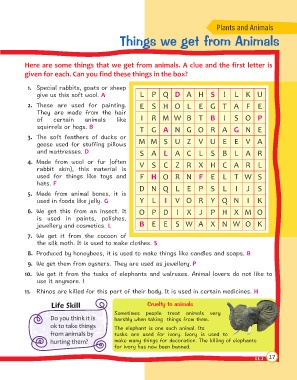 Plants and Animals
Things we get from Animals
Here are some things that we get from animals. A clue and the first letter is
given for each. Can you find these things in the box?
1. Special rabbits, goats or sheep
give us this soft wool. A
2. These are used for painting.
They are made from the hair
of certain animals like
squirrels or hogs. B
3. The soft feathers of ducks or
geese used for stuffing pillows
and mattresses. D
4. Made from wool or fur (often
rabbit skin), this material is
used for things like toys and
hats. F
5. Made from animal bones, it is
used in foods like jelly. G
6. We get this from an insect. It
is used in paints, polishes,
jewellery and cosmetics. L
7. We get it from the cocoon of
the silk moth. It is used to make clothes. S
8. Produced by honeybees, it is used to make things like candles and soaps. B
9. We get them from oysters. They are used as jewellery. P
10. We get it from the tusks of elephants and walruses. Animal lovers do not like to
use it anymore. I
11. Rhinos are killed for this part of their body. It is used in certain medicines. H
L P Q D A H S I L K U
E S H O L E G T A F E
I R M W B T B I S O P
T G A N G O R A G N E
M M S U Z V U E E V A
S A L A C L S B L A R
V S C Z R X H C A R L
F H O R N F E L T W S
D N Q L E P S L I J S
Y L I V O R Y Q N I K
O P D I X J P H X M O
B E E S W A X N W O K
Life Skill
Do you think it is
ok to take things
from animals by
hurting them?
Cruelty to animals
Sometimes people treat animals very
harshly when taking things from them.
The elephant is one such animal. Its
tusks are used for ivory. Ivory is used to
make many things for decoration. The killing of elephants
for ivory has now been banned.
17